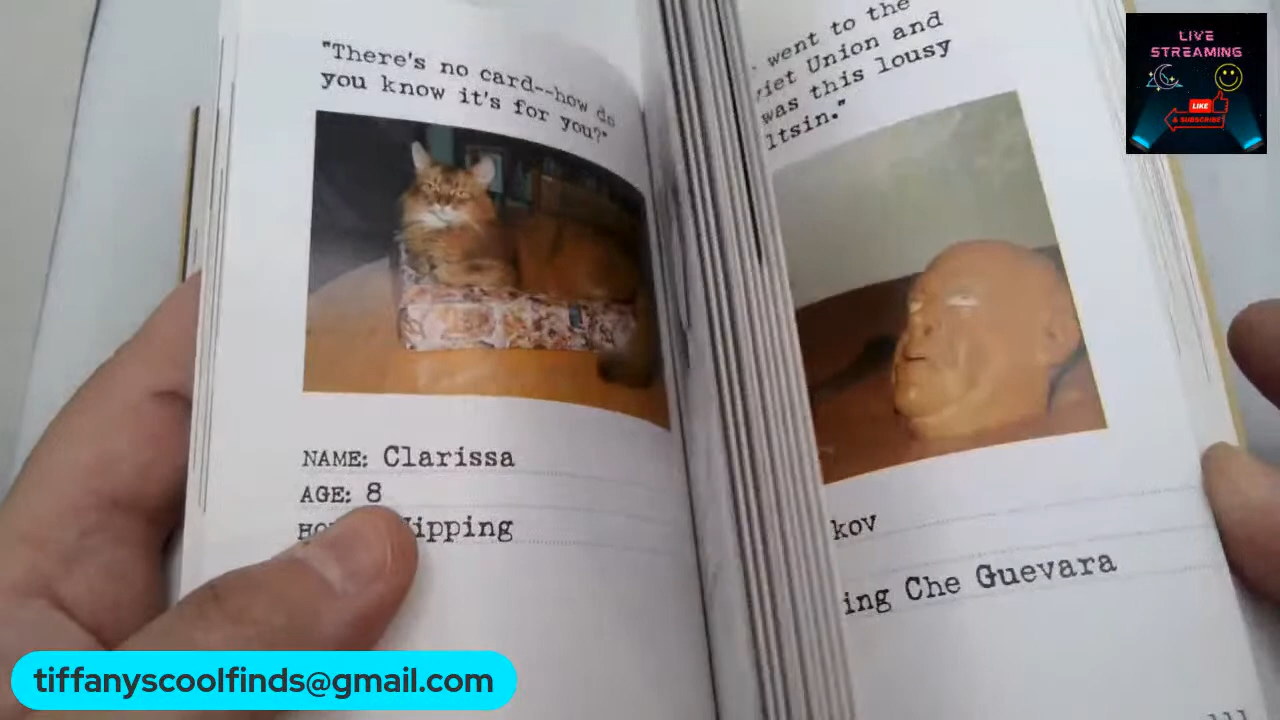 "There's no card--how do
you know it's for you?"
NAME: Clarissa
AGE: 8
went to the
iet Union and
was this lousy
ltsin."
kov
ing Che Guevara
LIVE
STREAMING
LIKE
& SUBSCRIBE
tiffanyscoolfinds@gmail.com